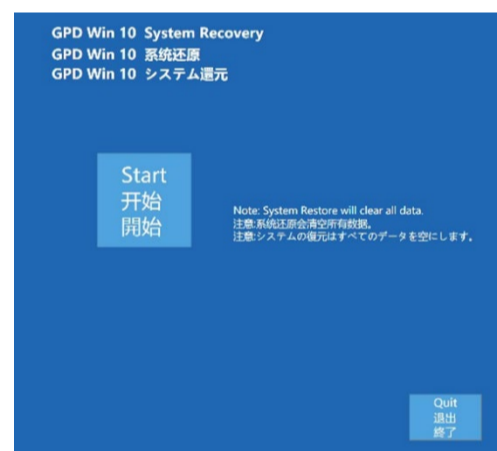 GPD Win 10 System Recovery
GPD Win 10 系统还原
GPD Win 10 システム還元
Start
开始
開始
Note: System Restore will clear all data.
注意:系统还原会清空所有数据。
注意:システムの復元はすべてのデータを空にします。
Quit
退出
終了